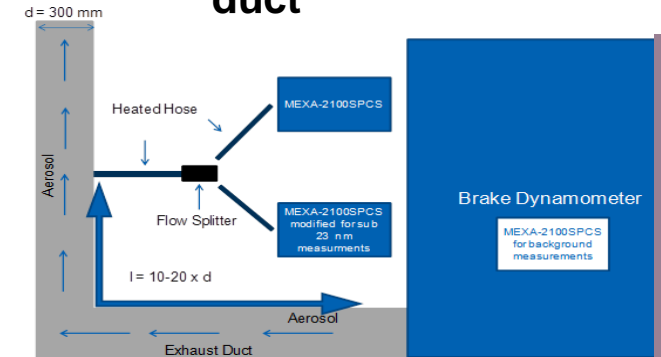 duct
d = 300 mm
Heated Hose
MEXA-2100SPCS
Aerosol
Flow Splitter
MEXA-2100SPCS
modified for sub
23 nm
measurments
Brake Dynamometer
MEXA-2100SPCS
for background
measurements
l = 10-20 x d
Aerosol
Exhaust Duct